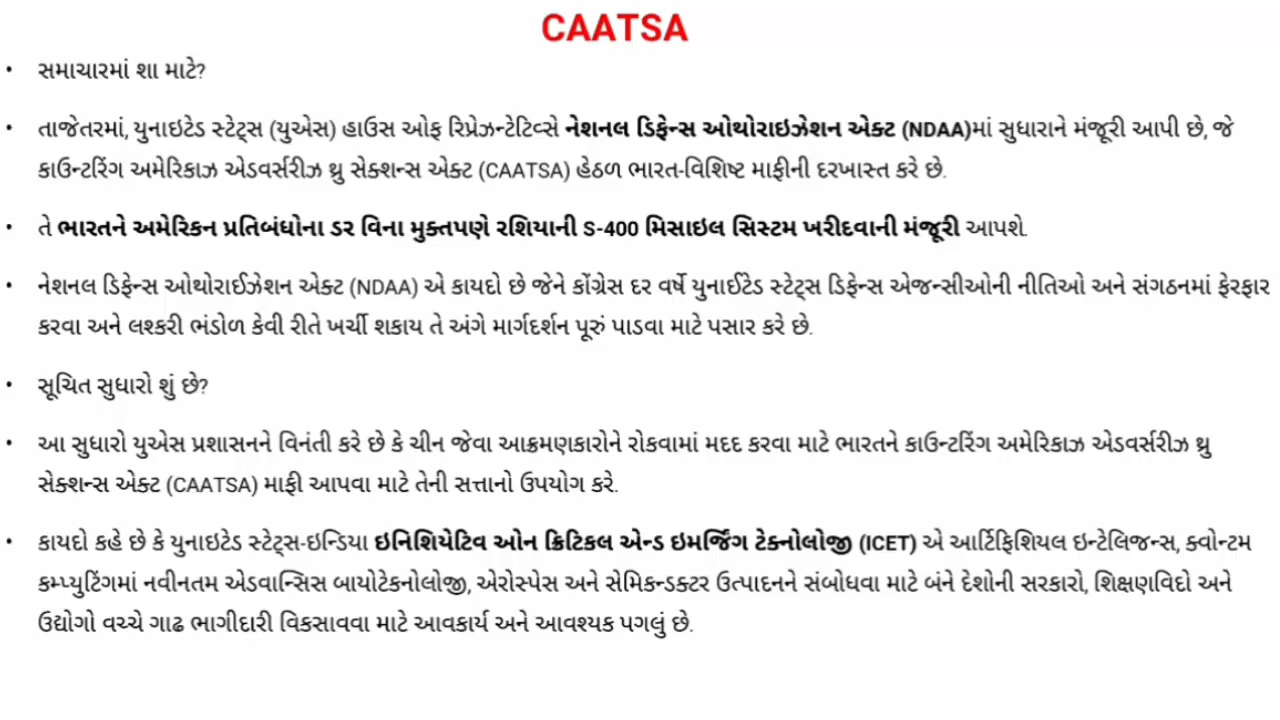 CAATSA
• સમાચારમાં શા માટે?
• તાજેતરમાં, યુનાઇટેડ સ્ટેટ્સ (યુએસ) હાઉસ ઓફ રિપ્રેઝન્ટેટિવ્સે નેશનલ ડિફેન્સ ઓથોરાઇઝેશન એક્ટ (NDAA)માં સુધારાને મંજૂરી આપી છે, જે
કાઉન્ટરિંગ અમેરિકાઝ એડવર્સરીઝ થ્રુ સેક્શન્સ એક્ટ (CAATSA) હેઠળ ભારત-વિશિષ્ટ માફીની દરખાસ્ત કરે છે.
• તે ભારતને અમેરિકન પ્રતિબંધોના ડર વિના મુક્તપણે રશિયાની S-400 મિસાઇલ સિસ્ટમ ખરીદવાની મંજૂરી આપશે.
• નેશનલ ડિફેન્સ ઓથોરાઈઝેશન એક્ટ (NDAA) એ કાયદો છે જેને કોંગ્રેસ દર વર્ષે યુનાઈટેડ સ્ટેટ્સ ડિફેન્સ એજન્સીઓની નીતિઓ અને સંગઠનમાં ફેરફાર
કરવા અને લશ્કરી ભંડોળ કેવી રીતે ખર્ચી શકાય તે અંગે માર્ગદર્શન પૂરું પાડવા માટે પસાર કરે છે.
• સૂચિત સુધારો શું છે?
• આ સુધારો યુએસ પ્રશાસનને વિનંતી કરે છે કે ચીન જેવા આક્રમણકારોને રોકવામાં મદદ કરવા માટે ભારતને કાઉન્ટરિંગ અમેરિકાઝ એડવર્સરીઝ થ્રુ
સેક્શન્સ એક્ટ (CAATSA) માફી આપવા માટે તેની સત્તાનો ઉપયોગ કરે.
• કાયદો કહે છે કે યુનાઇટેડ સ્ટેટ્સ-ઇન્ડિયા ઇનિશિયેટિવ ઓન ક્રિટિકલ એન્ડ ઇમર્જિંગ ટેક્નોલોજી (ICET) એ આર્ટિફિશિયલ ઇન્ટેલિજન્સ, ક્વોન્ટમ
કમ્પ્યુટિંગમાં નવીનતમ એડવાન્સિસ બાયોટેકનોલોજી, એરોસ્પેસ અને સેમિકન્ડક્ટર ઉત્પાદનને સંબોધવા માટે બંને દેશોની સરકારો, શિક્ષણવિદો અને
ઉદ્યોગો વચ્ચે ગાઢ ભાગીદારી વિકસાવવા માટે આવકાર્ય અને આવશ્યક પગલું છે.